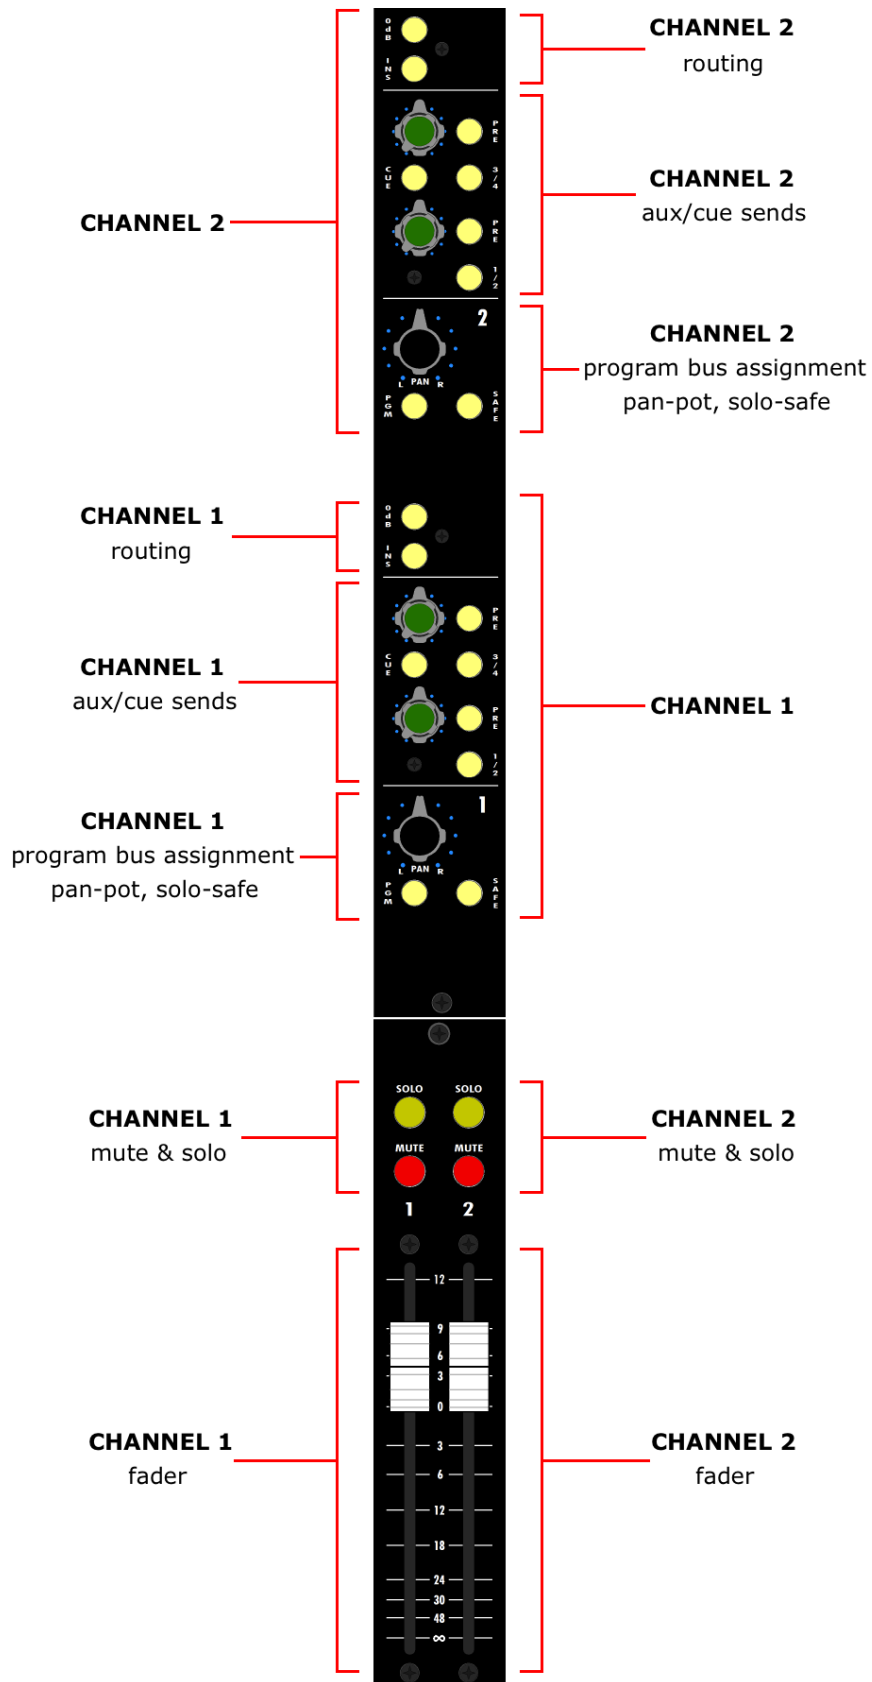 0dB
CHANNEL 2
routing
INS
PRE
CUE
3/4
CHANNEL 2
aux/cue sends
CHANNEL 2
PRE
1/2
2
CHANNEL 2
program bus assignment
pan-pot, solo-safe
L PAN R
PGM
SAFE
0dB
CHANNEL 1
routing
INS
PRE
CUE
3/4
CHANNEL 1
aux/cue sends
CHANNEL 1
PRE
1/2
1
CHANNEL 1
program bus assignment
pan-pot, solo-safe
L PAN R
PGM
SAFE
SOLO SOLO
CHANNEL 1
mute & solo
CHANNEL 2
mute & solo
MUTE MUTE
1 2
12
9
6
3
0
CHANNEL 1
fader
CHANNEL 2
fader
3
6
12
18
24
30
48
∞